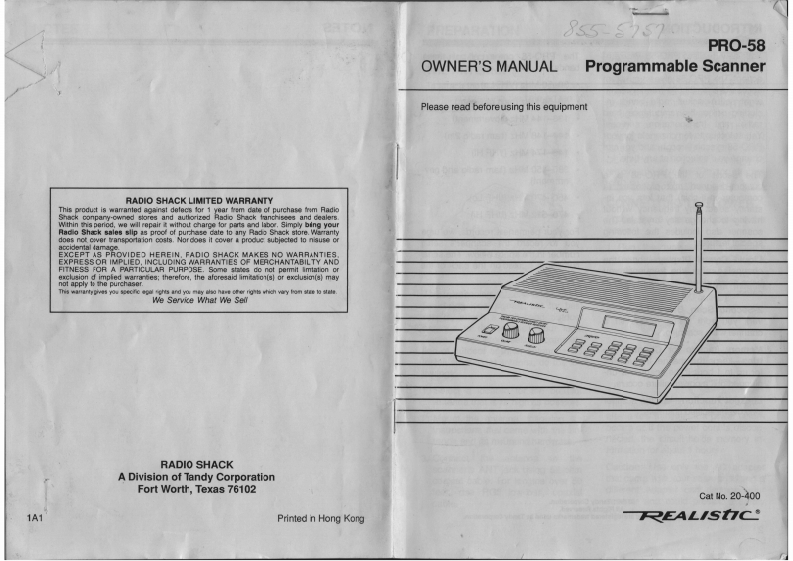 RADIO SHACK LIMITED WARRANTY
This product is warranted against defects for 1 year from date of purchase from Radio
Shack company-owned stores and authorized Radio Shack franchisees and dealers.
Within this period, we will repair it without charge for parts and labor. Simply bring your
Radio Shack sales slip as proof of purchase date to any Radio Shack store. Warranty
does not cover transportation costs. Nor does it cover a product subjected to misuse or
accidental damage.
EXCEPT AS PROVIDED HEREIN, RADIO SHACK MAKES NO WARRANTIES,
EXPRESS OR IMPLIED, INCLUDING WARRANTIES OF MERCHANTABILTY AND
FITNESS FOR A PARTICULAR PURPOSE. Some states do not permit limitation or
exclusion of implied warranties; therefore, the aforesaid limitation(s) or exclusion(s) may
not apply to the purchaser.
This warranty gives you specific legal rights and you may also have other rights which vary from state to state.
We Service What We Sell
RADIO SHACK
A Division of Tandy Corporation
Fort Worth, Texas 76102
1A1
Printed in Hong Kong
855-5757
PRO-58
OWNER'S MANUAL Programmable Scanner
Please read before using this equipment
REALISTIC
Cat No. 20-400
REALISTIC®